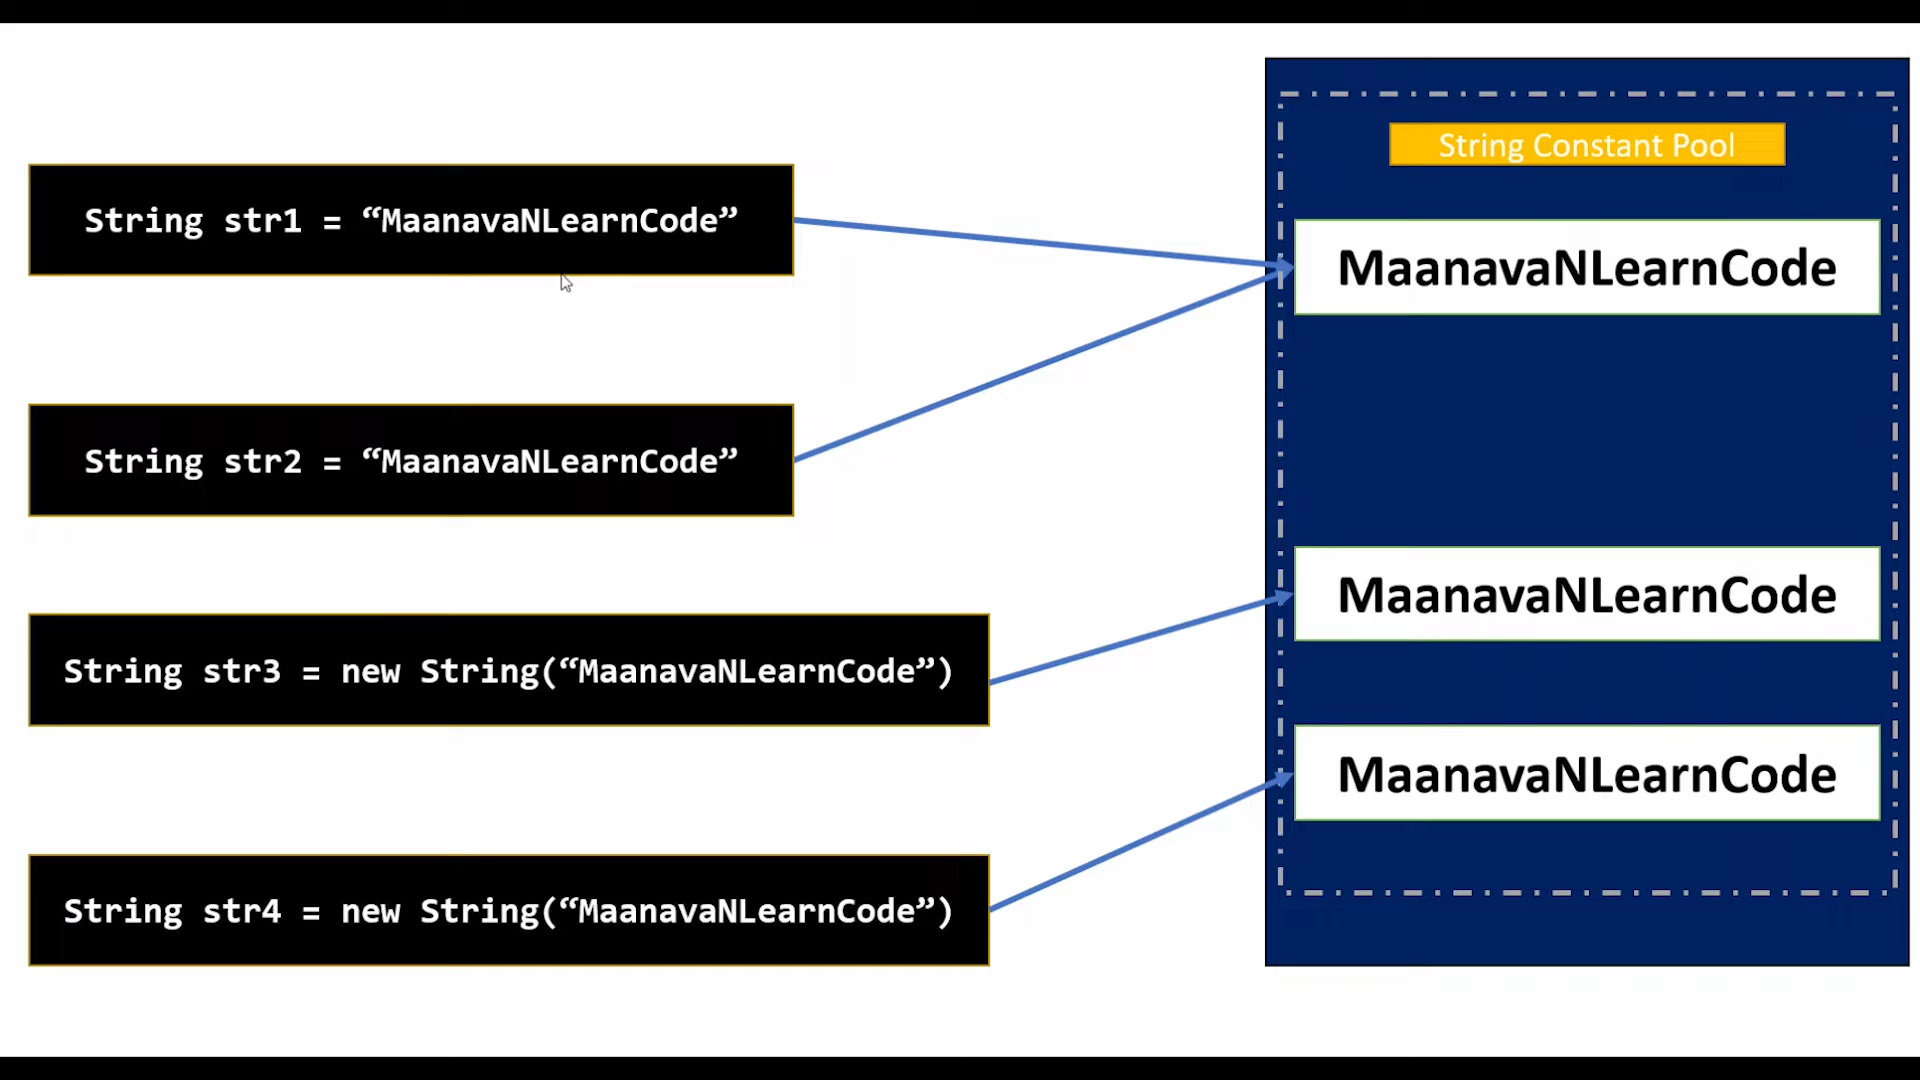 String Constant Pool
String str1 = “MaanavaNLearnCode”
MaanavaNLearnCode
String str2 = “MaanavaNLearnCode”
MaanavaNLearnCode
String str3 = new String(“MaanavaNLearnCode”)
MaanavaNLearnCode
String str4 = new String(“MaanavaNLearnCode”)